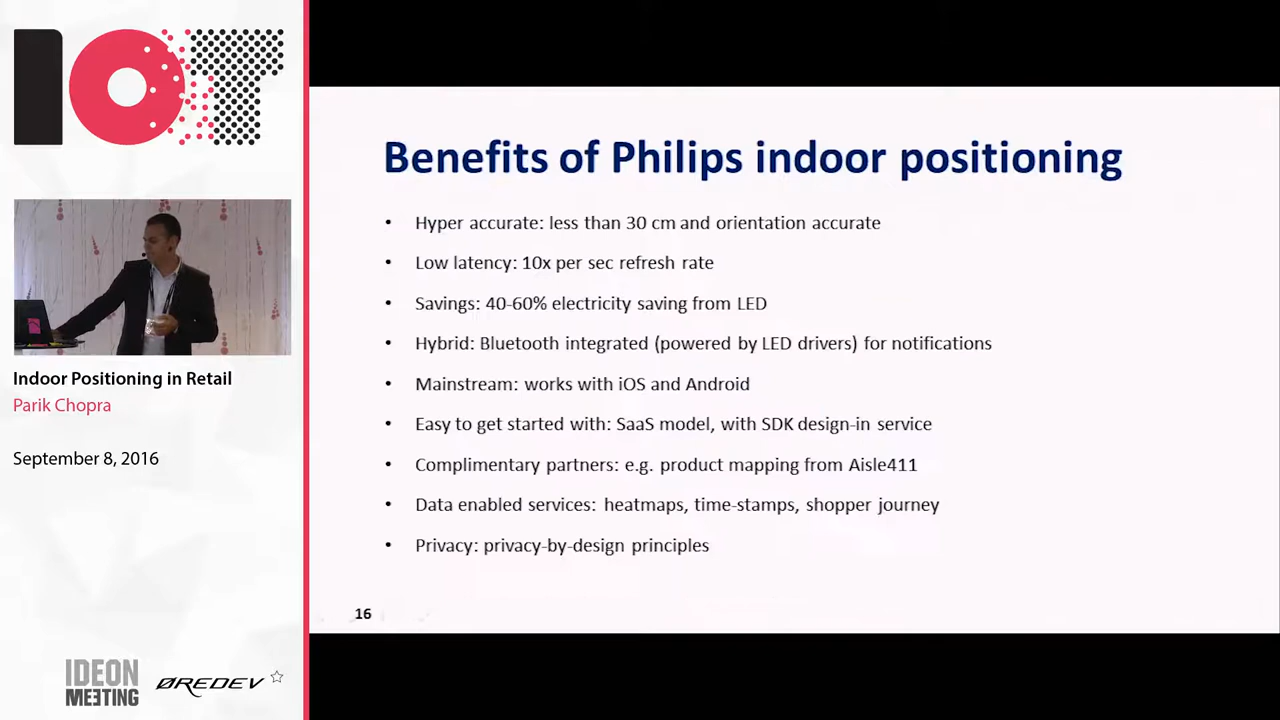 IOT
Indoor Positioning in Retail
Parik Chopra
September 8, 2016
IDEON
MEETING
ØREDEV
Benefits of Philips indoor positioning
• Hyper accurate: less than 30 cm and orientation accurate
• Low latency: 10x per sec refresh rate
• Savings: 40-60% electricity saving from LED
• Hybrid: Bluetooth integrated (powered by LED drivers) for notifications
• Mainstream: works with iOS and Android
• Easy to get started with: SaaS model, with SDK design-in service
• Complimentary partners: e.g. product mapping from Aisle411
• Data enabled services: heatmaps, time-stamps, shopper journey
• Privacy: privacy-by-design principles
16